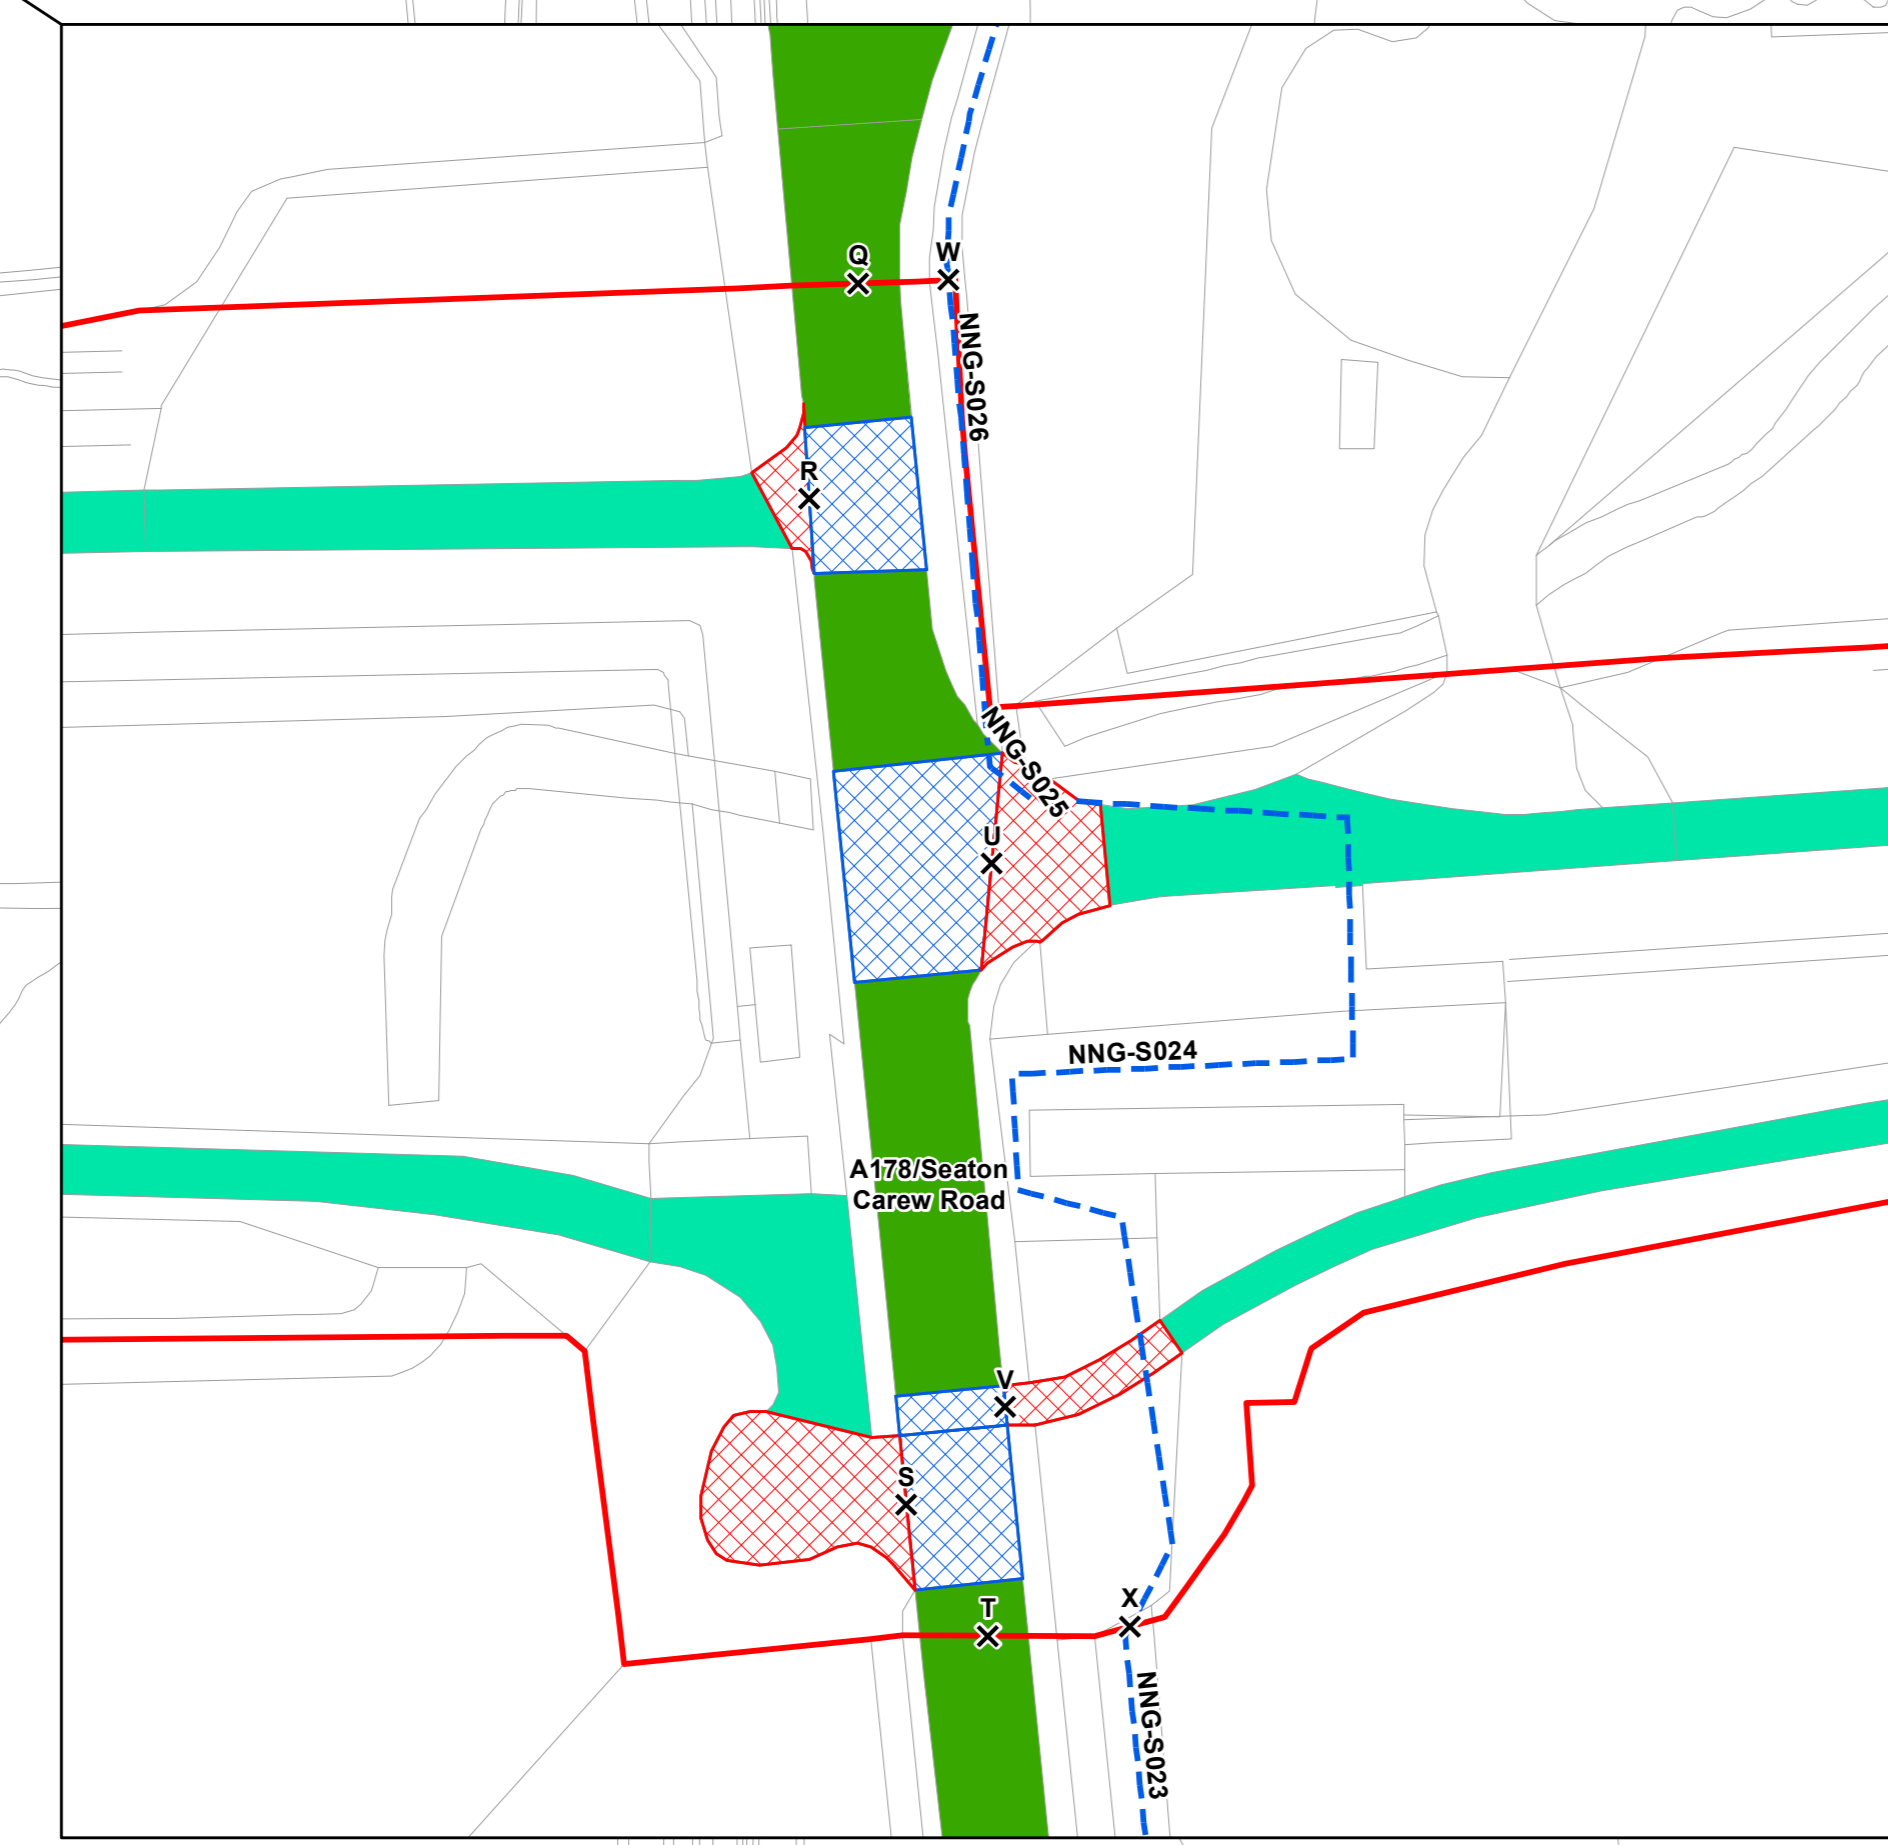 Q
W
NNG-S026
R
NNG-S025
U
NNG-S024
A178/Seaton
Carew Road
V
S
X
T
NNG-S023